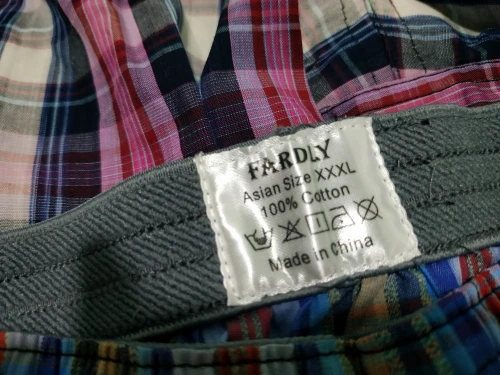 FARDLY
Asian Size XXXL
100% Cotton
Made in China